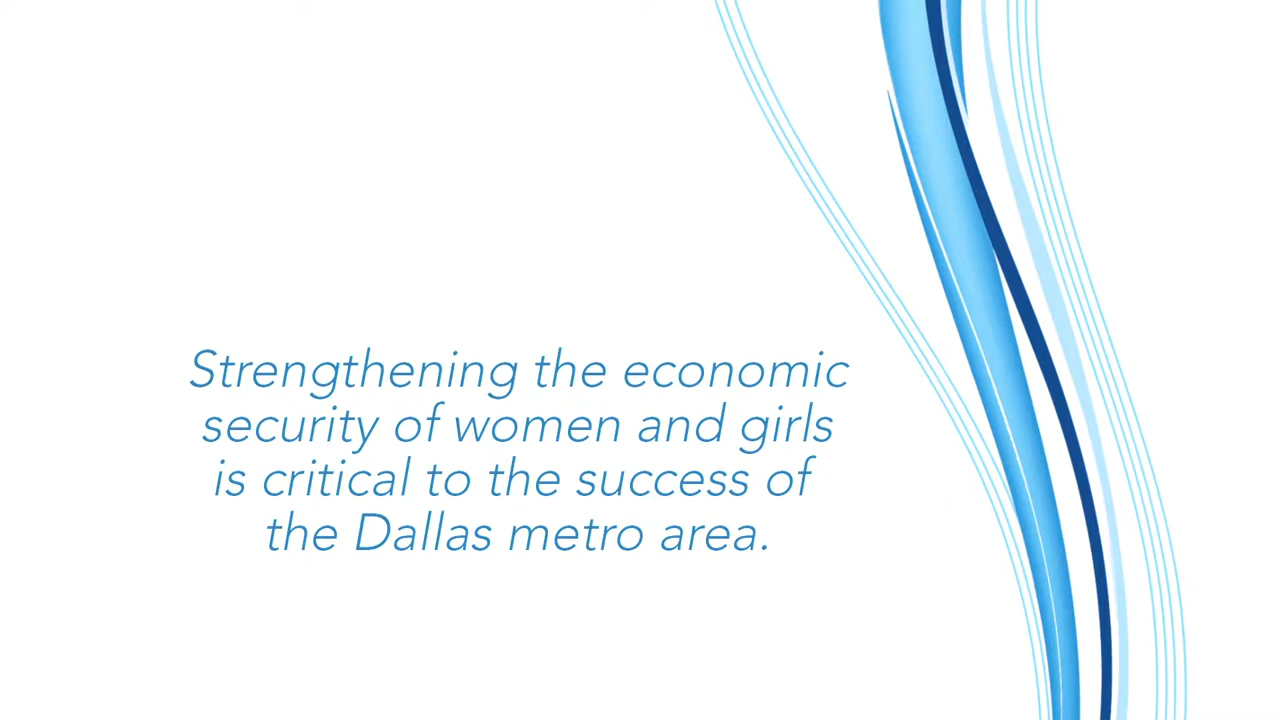 Strengthening the economic
security of women and girls
is critical to the success of
the Dallas metro area.